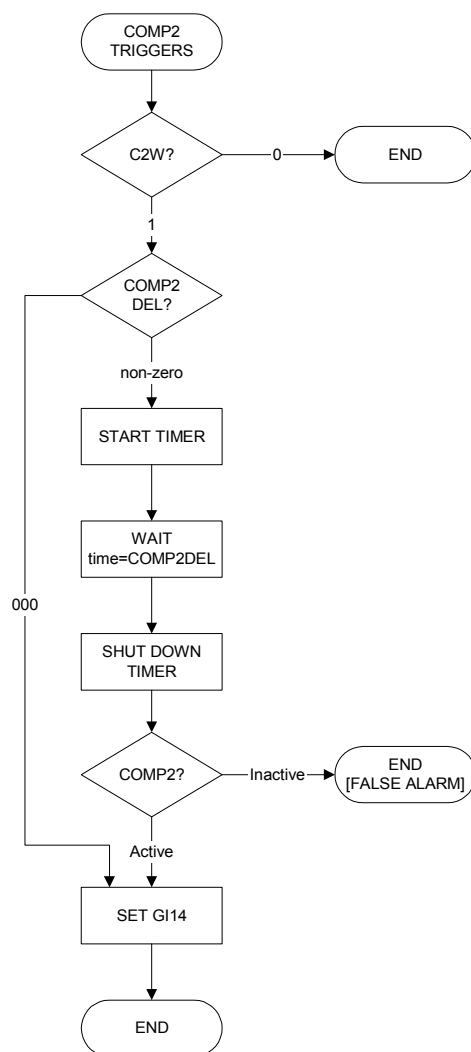 COMP2
TRIGGERS
C2W?
0
END
1
COMP2
DEL?
non-zero
START TIMER
WAIT
time=COMP2DEL
000
SHUT DOWN
TIMER
COMP2?
Inactive
END
[FALSE ALARM]
Active
SET GI14
END